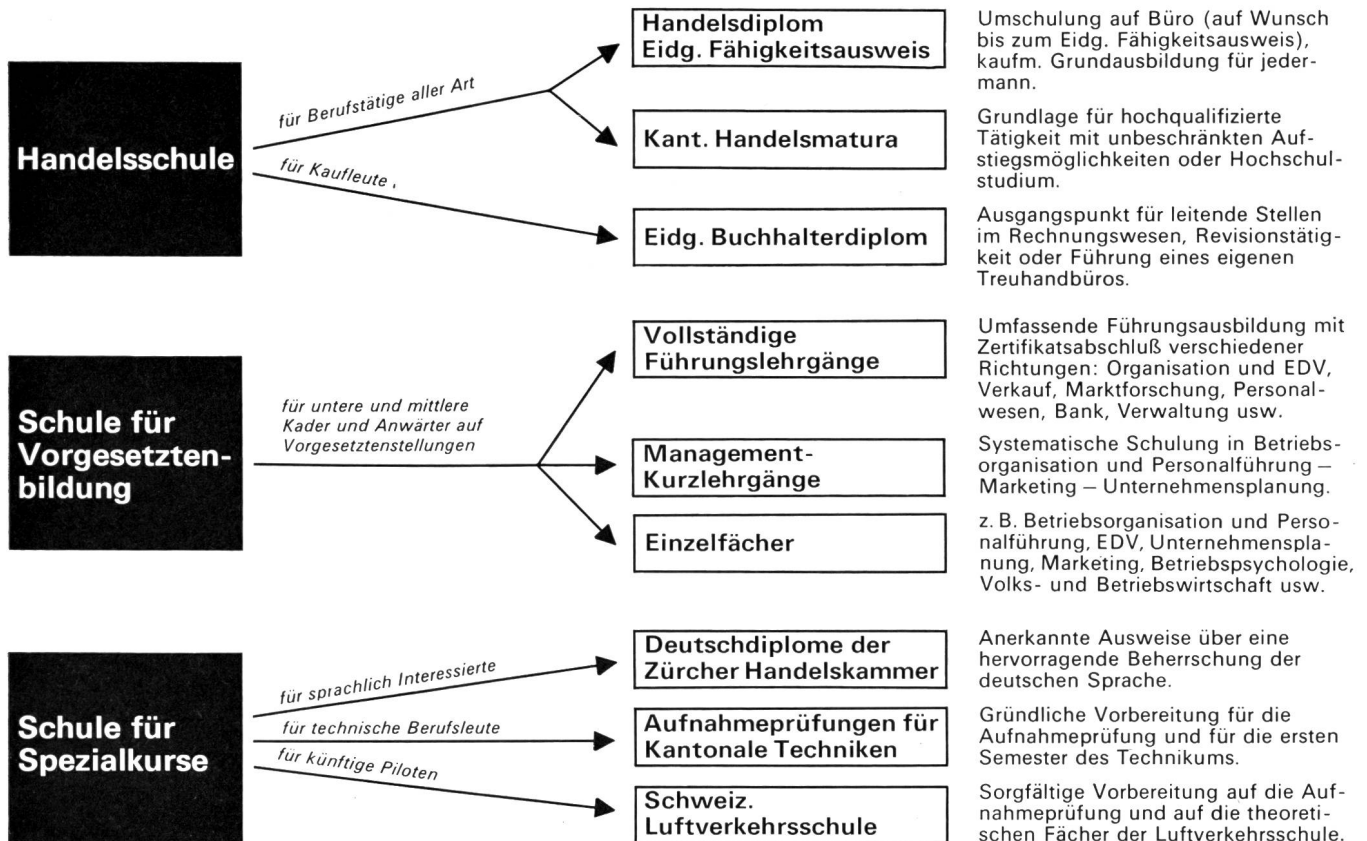 Handelsschule
für Berufstätige aller Art
Handelsdiplom
Eidg. Fähigkeitsausweis
Umschulung auf Büro (auf Wunsch
bis zum Eidg. Fähigkeitsausweis),
kaufm. Grundausbildung für jeder-
mann.
Kant. Handelsmatura
Grundlage für hochqualifizierte
Tätigkeit mit unbeschränkten Auf-
stiegsmöglichkeiten oder Hochschul-
studium.
für Kaufleute
Eidg. Buchhalterdiplom
Ausgangspunkt für leitende Stellen
im Rechnungswesen, Revisionstätig-
keit oder Führung eines eigenen
Treuhandbüros.
Schule für
Vorgesetzten-
bildung
für untere und mittlere
Kader und Anwärter auf
Vorgesetztenstellungen
Vollständige
Führungslehrgänge
Umfassende Führungsausbildung mit
Zertifikatsabschluß verschiedener
Richtungen: Organisation und EDV,
Verkauf, Marktforschung, Personal-
wesen, Bank, Verwaltung usw.
Management-
Kurzlehrgänge
Systematische Schulung in Betriebs-
organisation und Personalführung –
Marketing – Unternehmensplanung.
Einzelfächer
z. B. Betriebsorganisation und Perso-
nalführung, EDV, Unternehmenspla-
nung, Marketing, Betriebspsychologie,
Volks- und Betriebswirtschaft usw.
Schule für
Spezialkurse
für sprachlich Interessierte
Deutschdiplome der
Zürcher Handelskammer
Anerkannte Ausweise über eine
hervorragende Beherrschung der
deutschen Sprache.
für technische Berufsleute
Aufnahmeprüfungen für
Kantonale Techniken
Gründliche Vorbereitung für die
Aufnahmeprüfung und für die ersten
Semester des Technikums.
für künftige Piloten
Schweiz.
Luftverkehrsschule
Sorgfältige Vorbereitung auf die Auf-
nahmeprüfung und auf die theoreti-
schen Fächer der Luftverkehrsschule.